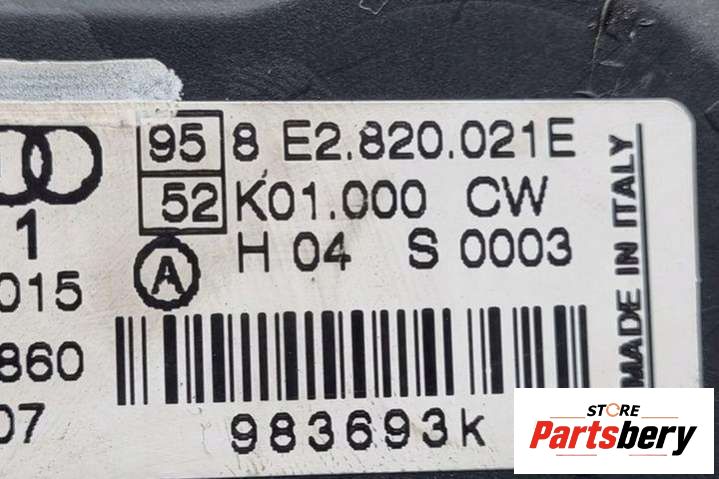 95 8 E2.820.021E
52 K01.000 CW
1
H 04 S 0003
A
015
860
07
983693k
MADE IN ITALY
STORE
Partsbery